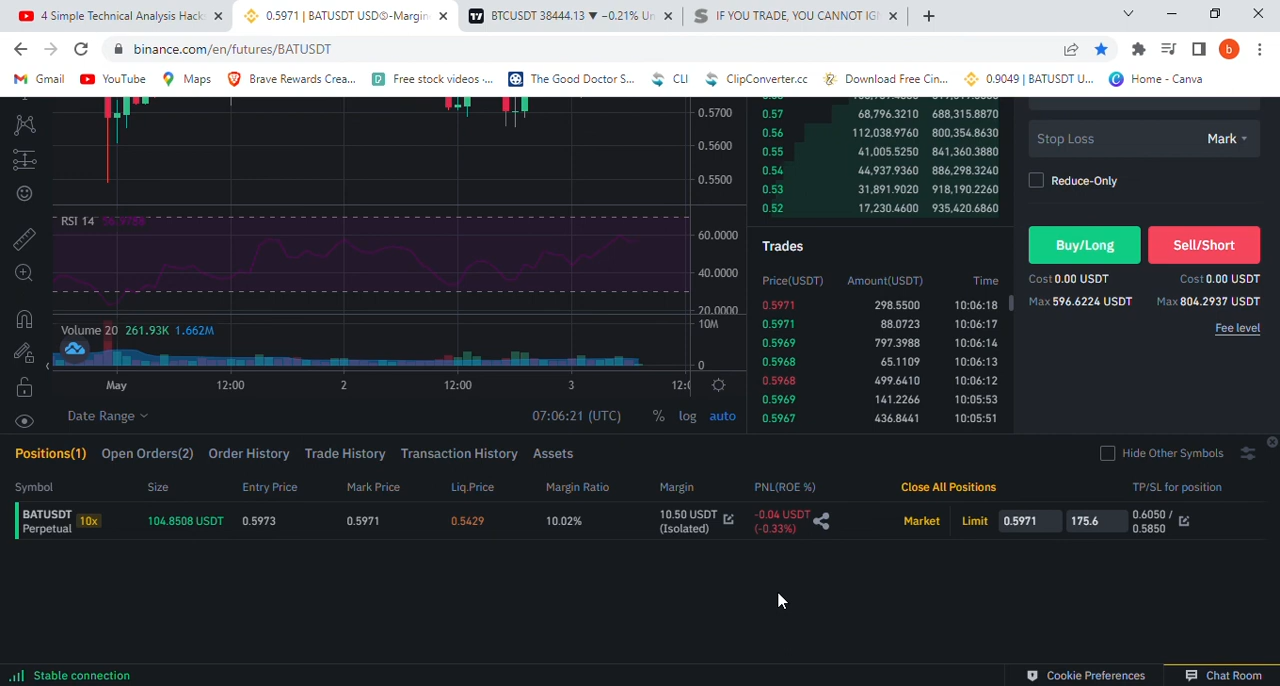 4 Simple Technical Analysis Hack
0.5971 | BATUSDT USDⓈ-Margin
BTCUSDT 38444.13 ▼ −0.21% Un
IF YOU TRADE, YOU CANNOT IG
binance.com/en/futures/BATUSDT
b
Gmail YouTube Maps Brave Rewards Crea... Free stock videos -... The Good Doctor S... CLI ClipConverter.cc Download Free Cin... 0.9049 | BATUSDT U... Home - Canva
0.5700
0.5600
0.5500
RSI 14
60.0000
40.0000
20.0000
Volume 20 261.93K 1.662M
10M
0
May 12:00 2 12:00 3 12:0
Date Range 07:06:21 (UTC) % log auto
0.57 68,796.3210 688,315.8870
0.56 112,038.9760 800,354.8630
0.55 41,005.5250 841,360.3880
0.54 44,937.9360 886,298.3240
0.53 31,891.9020 918,190.2260
0.52 17,230.4600 935,420.6860
Trades
Price(USDT) Amount(USDT) Time
0.5971 298.5500 10:06:18
0.5971 88.0723 10:06:17
0.5969 797.3988 10:06:14
0.5968 65.1109 10:06:13
0.5968 499.6410 10:06:12
0.5969 141.2266 10:05:53
0.5967 436.8441 10:05:51
Stop Loss Mark
Reduce-Only
Buy/Long Sell/Short
Cost 0.00 USDT Cost 0.00 USDT
Max 596.6224 USDT Max 804.2937 USDT
Fee level
Positions(1) Open Orders(2) Order History Trade History Transaction History Assets Hide Other Symbols
Symbol Size Entry Price Mark Price Liq.Price Margin Ratio Margin PNL(ROE %) Close All Positions TP/SL for position
BATUSDT Perpetual 10x 104.8508 USDT 0.5973 0.5971 0.5429 10.02% 10.50 USDT (Isolated) -0.04 USDT (-0.33%) Market Limit 0.5971 175.6 0.6050 / 0.5850
Stable connection Cookie Preferences Chat Room